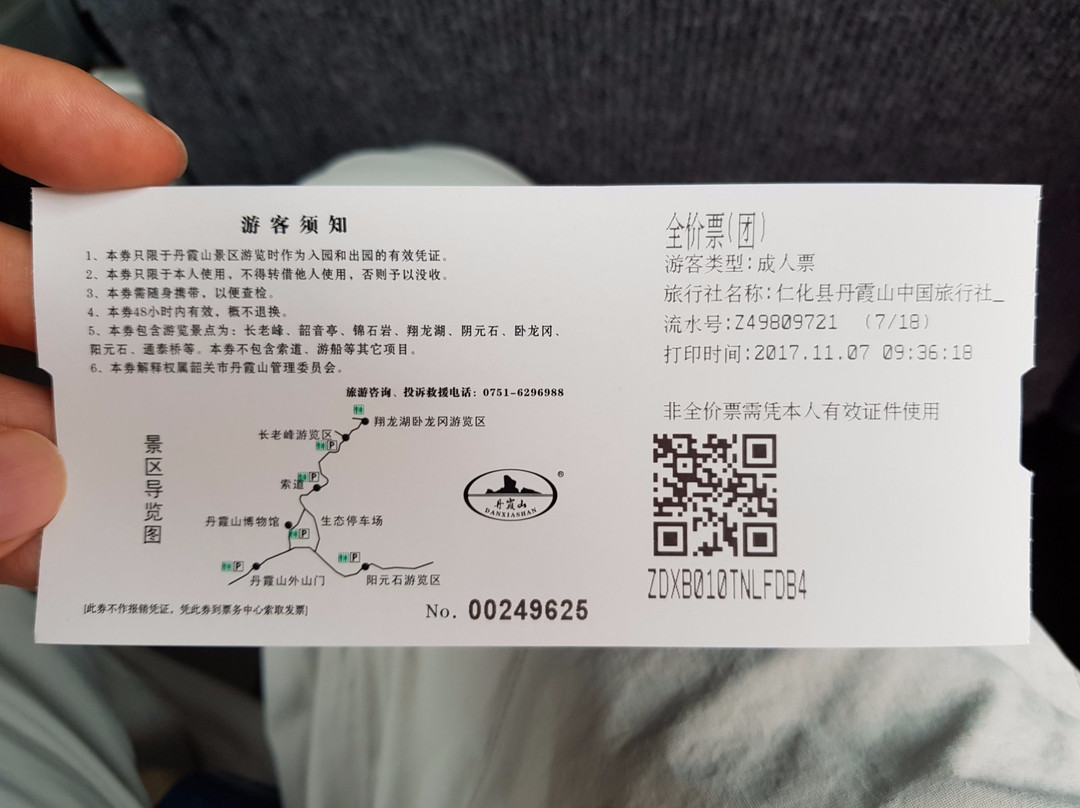 游客须知
1、本券只限于丹霞山景区游览时作为入园和出园的有效凭证。
2、本券只限于本人使用，不得转借他人使用，否则予以没收。
3、本券需随身携带，以便查检。
4、本券48小时内有效，概不退换。
5、本券包含游览景点为：长老峰、韶音亭、锦石岩、翔龙湖、阴元石、卧龙冈、
阳元石、通泰桥等。本券不包含索道、游船等其它项目。
6、本券解释权属韶关市丹霞山管理委员会。
旅游咨询、投诉救援电话：0751-6296988
景区导览图
翔龙湖卧龙冈游览区
长老峰游览区
P
索道
P
丹霞山博物馆
生态停车场
P
P
丹霞山外山门
P
阳元石游览区
丹霞山
DANXIASHAN
®
[此券不作报销凭证，凭此券到票务中心索取发票]
No. 00249625
全价票(团)
游客类型:成人票
旅行社名称:仁化县丹霞山中国旅行社_
流水号:Z49809721 (7/18)
打印时间:2017.11.07 09:36:18
非全价票需凭本人有效证件使用
ZDXB010TNLFDB4